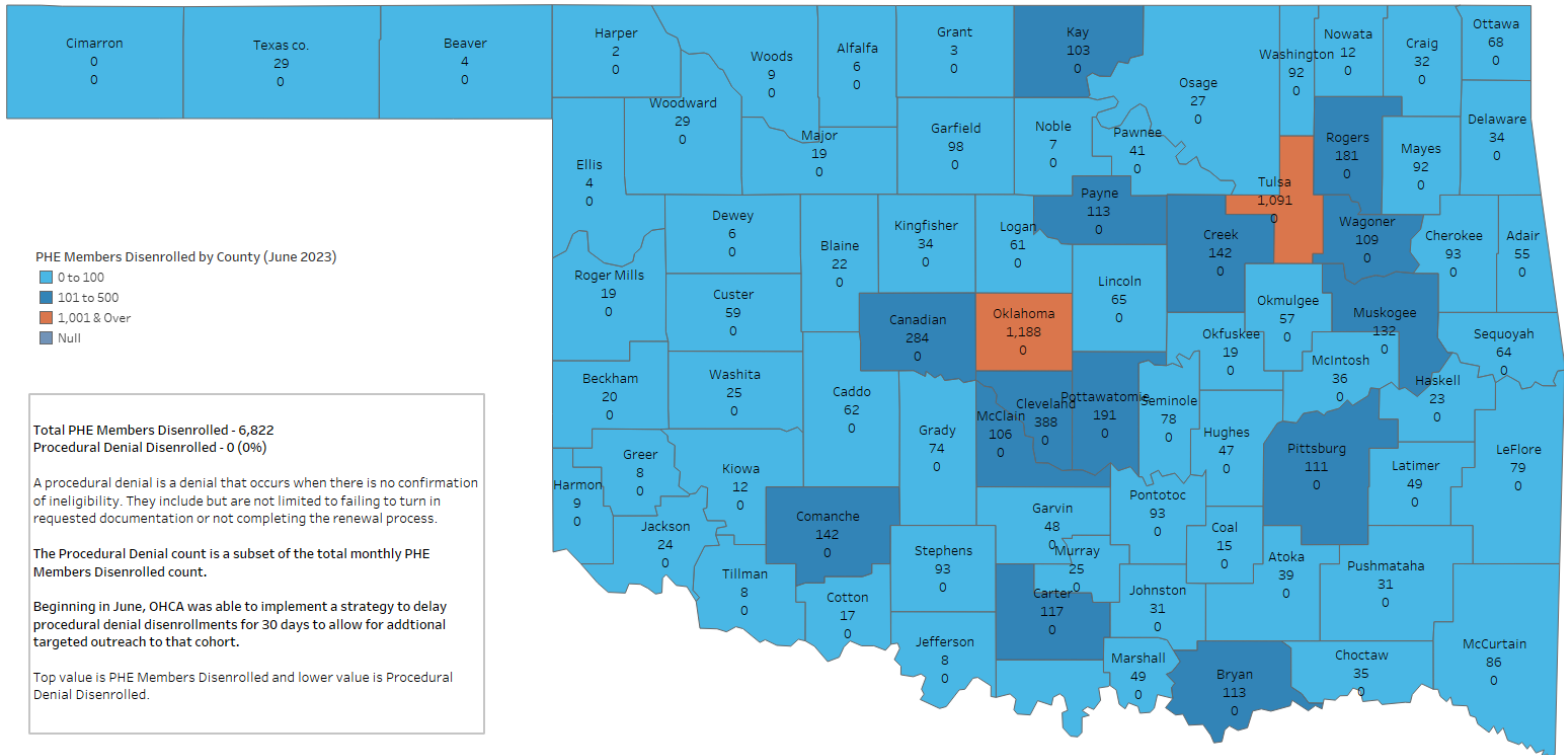 Cimarron
0
0
Texas co.
29
0
Beaver
4
0
Harper
2
0
Woods
9
0
Alfalfa
6
0
Grant
3
0
Kay
103
0
Osage
27
0
Washington
92
0
Nowata
12
0
Craig
32
0
Ottawa
68
0
Woodward
29
0
Major
19
0
Garfield
98
0
Noble
7
0
Pawnee
41
0
Rogers
181
0
Mayes
92
0
Delaware
34
0
Ellis
4
0
Dewey
6
0
Blaine
22
0
Kingfisher
34
0
Logan
61
0
Payne
113
0
Creek
142
0
Tulsa
1,091
0
Wagoner
109
0
Cherokee
93
0
Adair
55
0
PHE Members Disenrolled by County (June 2023)
0 to 100
101 to 500
1,001 & Over
Null
Roger Mills
19
0
Custer
59
0
Canadian
284
0
Oklahoma
1,188
0
Lincoln
65
0
Okfuskee
19
0
Okmulgee
57
0
Muskogee
132
0
McIntosh
36
0
Sequoyah
64
0
Beckham
20
0
Washita
25
0
Caddo
62
0
Grady
74
0
McClain
106
0
Cleveland
388
0
Pottawatomie
191
0
Seminole
78
0
Hughes
47
0
Pittsburg
111
0
Haskell
23
0
Latimer
49
0
LeFlore
79
0
Total PHE Members Disenrolled - 6,822
Procedural Denial Disenrolled - 0 (0%)
A procedural denial is a denial that occurs when there is no confirmation
of ineligibility. They include but are not limited to failing to turn in
requested documentation or not completing the renewal process.
The Procedural Denial count is a subset of the total monthly PHE
Members Disenrolled count.
Beginning in June, OHCA was able to implement a strategy to delay
procedural denial disenrollments for 30 days to allow for addtional
targeted outreach to that cohort.
Top value is PHE Members Disenrolled and lower value is Procedural
Denial Disenrolled.
Harmon
9
0
Greer
8
0
Kiowa
12
0
Jackson
24
0
Tillman
8
0
Comanche
142
0
Cotton
17
0
Stephens
93
0
Jefferson
8
0
Garvin
48
0
Murray
25
0
Carter
117
0
Pontotoc
93
0
Coal
15
0
Johnston
31
0
Atoka
39
0
Pushmataha
31
0
Marshall
49
0
Bryan
113
0
Choctaw
35
0
McCurtain
86
0